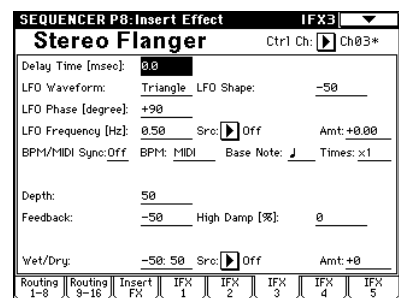 SEQUENCER P8:Insert Effect IFX3
Stereo Flanger Ctrl Ch: Ch03*
Delay Time [msec]: 0.0
LFO Waveform: Triangle LFO Shape: -50
LFO Phase [degree]: +90
LFO Frequency [Hz]: 0.50 Src: Off Amt: +0.00
BPM/MIDI Sync:Off BPM: MIDI Base Note: ♩ Times: ×1
Depth: 50
Feedback: -50 High Damp [%]: 0
Wet/Dry: -50: 50 Src: Off Amt: +0
Routing 1-8 Routing 9-16 Insert FX IFX 1 IFX 2 IFX 3 IFX 4 IFX 5